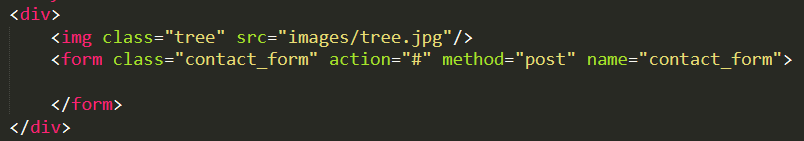 <div>
<img class="tree" src="images/tree.jpg"/>
<form class="contact_form" action="#" method="post" name="contact_form">
</form>
</div>